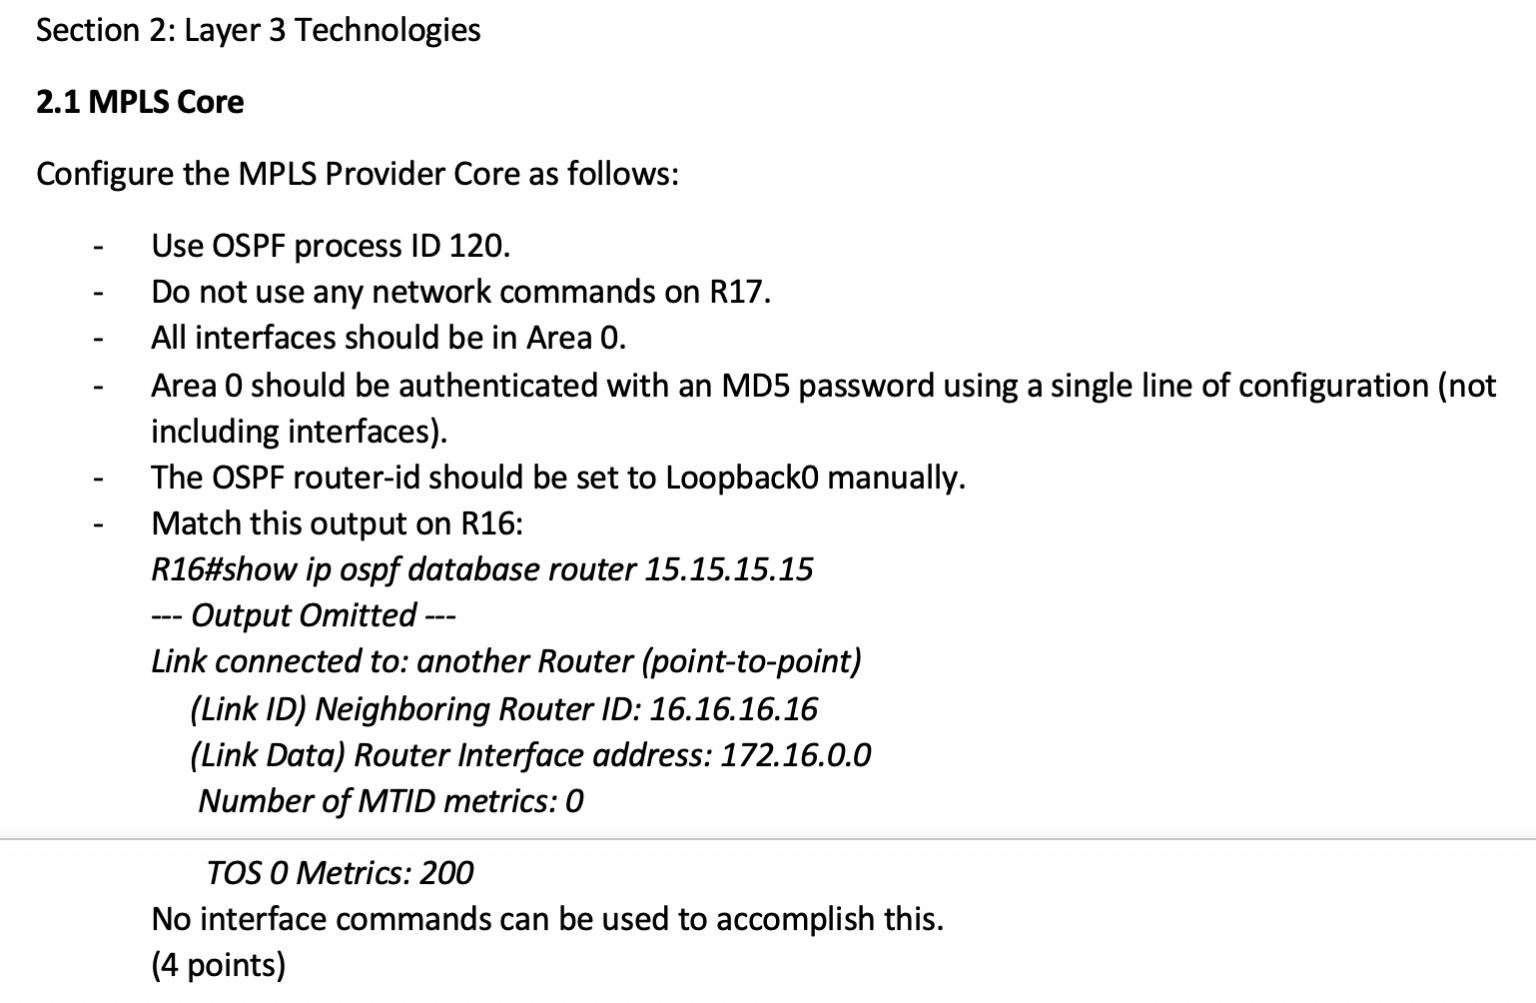 Section 2: Layer 3 Technologies
2.1 MPLS Core
Configure the MPLS Provider Core as follows:
- Use OSPF process ID 120.
- Do not use any network commands on R17.
- All interfaces should be in Area 0.
- Area 0 should be authenticated with an MD5 password using a single line of configuration (not
including interfaces).
- The OSPF router-id should be set to Loopback0 manually.
- Match this output on R16:
R16#show ip ospf database router 15.15.15.15
--- Output Omitted ---
Link connected to: another Router (point-to-point)
(Link ID) Neighboring Router ID: 16.16.16.16
(Link Data) Router Interface address: 172.16.0.0
Number of MTID metrics: 0
TOS 0 Metrics: 200
No interface commands can be used to accomplish this.
(4 points)